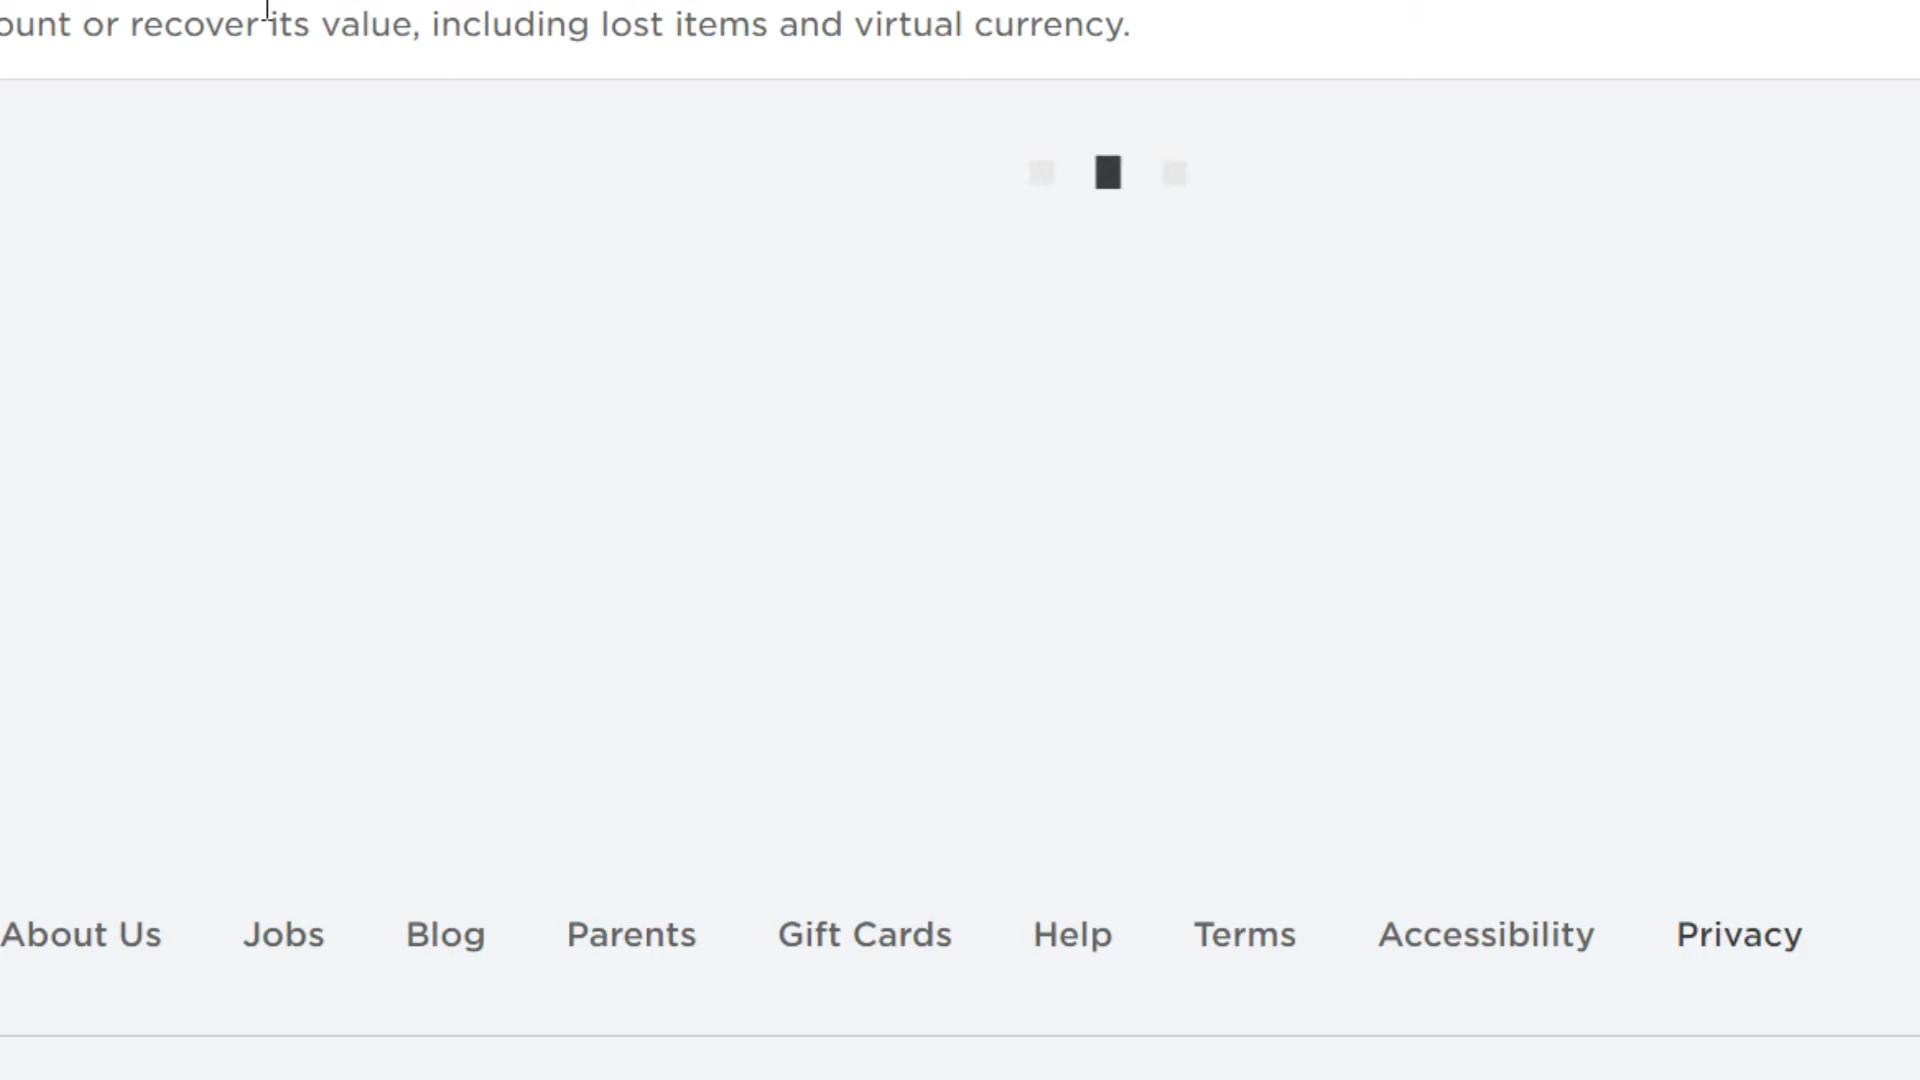 or recover its value, including lost items and virtual currency.
About Us Jobs Blog Parents Gift Cards Help Terms Accessibility Privacy